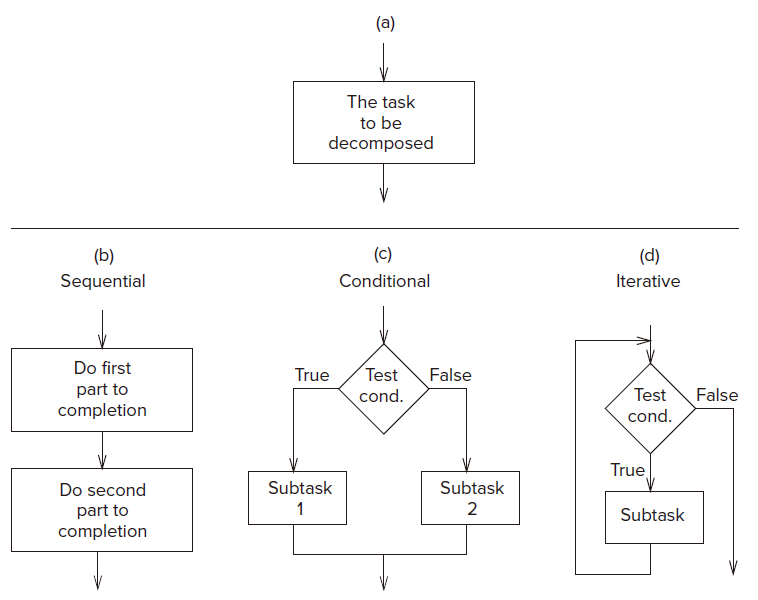 (a)
The task
to be
decomposed
(b)
Sequential
Do first
part to
completion
Do second
part to
completion
(c)
Conditional
True
Test
cond.
False
Subtask
1
Subtask
2
(d)
Iterative
Test
cond.
False
True
Subtask